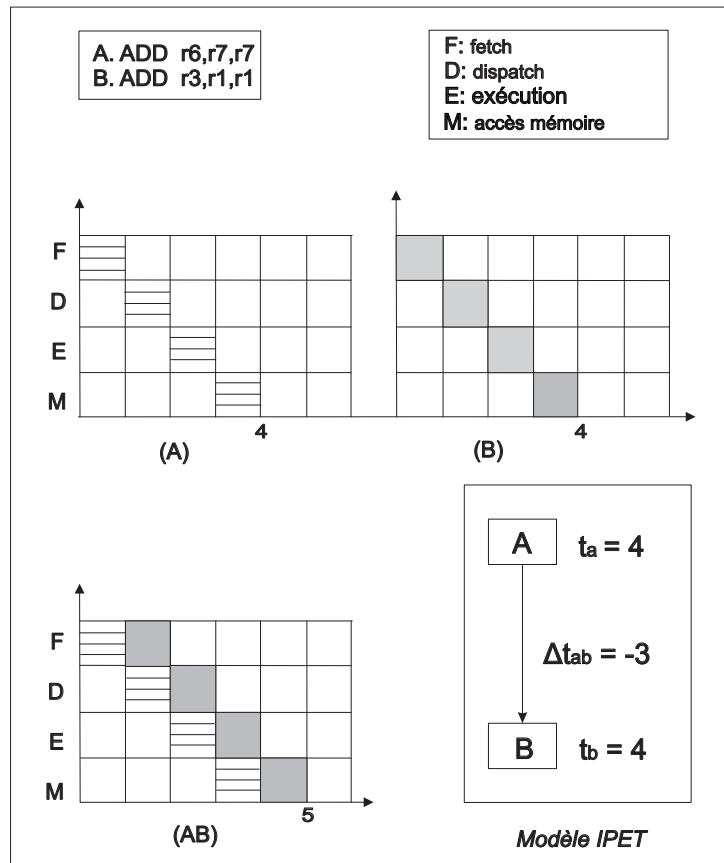 A. ADD r6,r7,r7
B. ADD r3,r1,r1
F: fetch
D: dispatch
E: exécution
M: accès mémoire
F
D
E
M
4
(A)
4
(B)
F
D
E
M
5
(AB)
A
ta = 4
Δtab = -3
B
tb = 4
Modèle IPET